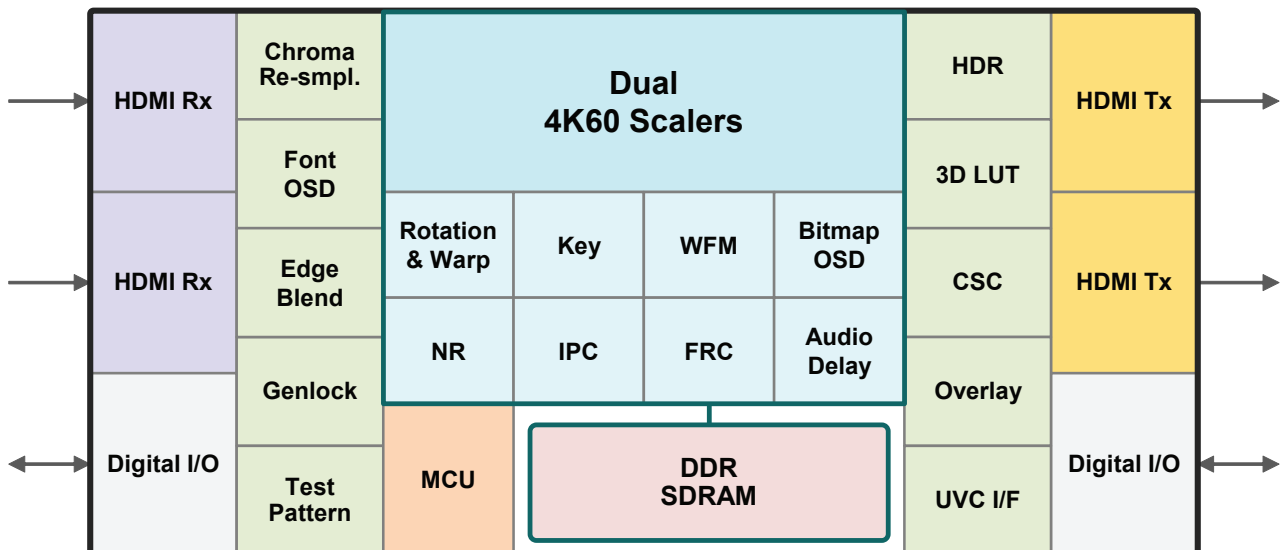 HDMI Rx
HDMI Rx
Digital I/O
Chroma
Re-smpl.
Font
OSD
Edge
Blend
Genlock
Test
Pattern
Dual
4K60 Scalers
Rotation
& Warp
Key
WFM
Bitmap
OSD
NR
IPC
FRC
Audio
Delay
MCU
DDR
SDRAM
HDR
3D LUT
CSC
Overlay
UVC I/F
HDMI Tx
HDMI Tx
Digital I/O